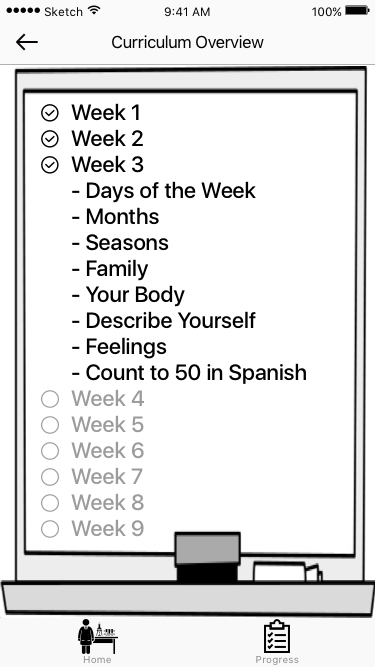 Sketch 9:41 AM 100%
Curriculum Overview
Week 1
Week 2
Week 3
- Days of the Week
- Months
- Seasons
- Family
- Your Body
- Describe Yourself
- Feelings
- Count to 50 in Spanish
Week 4
Week 5
Week 6
Week 7
Week 8
Week 9
Home Progress